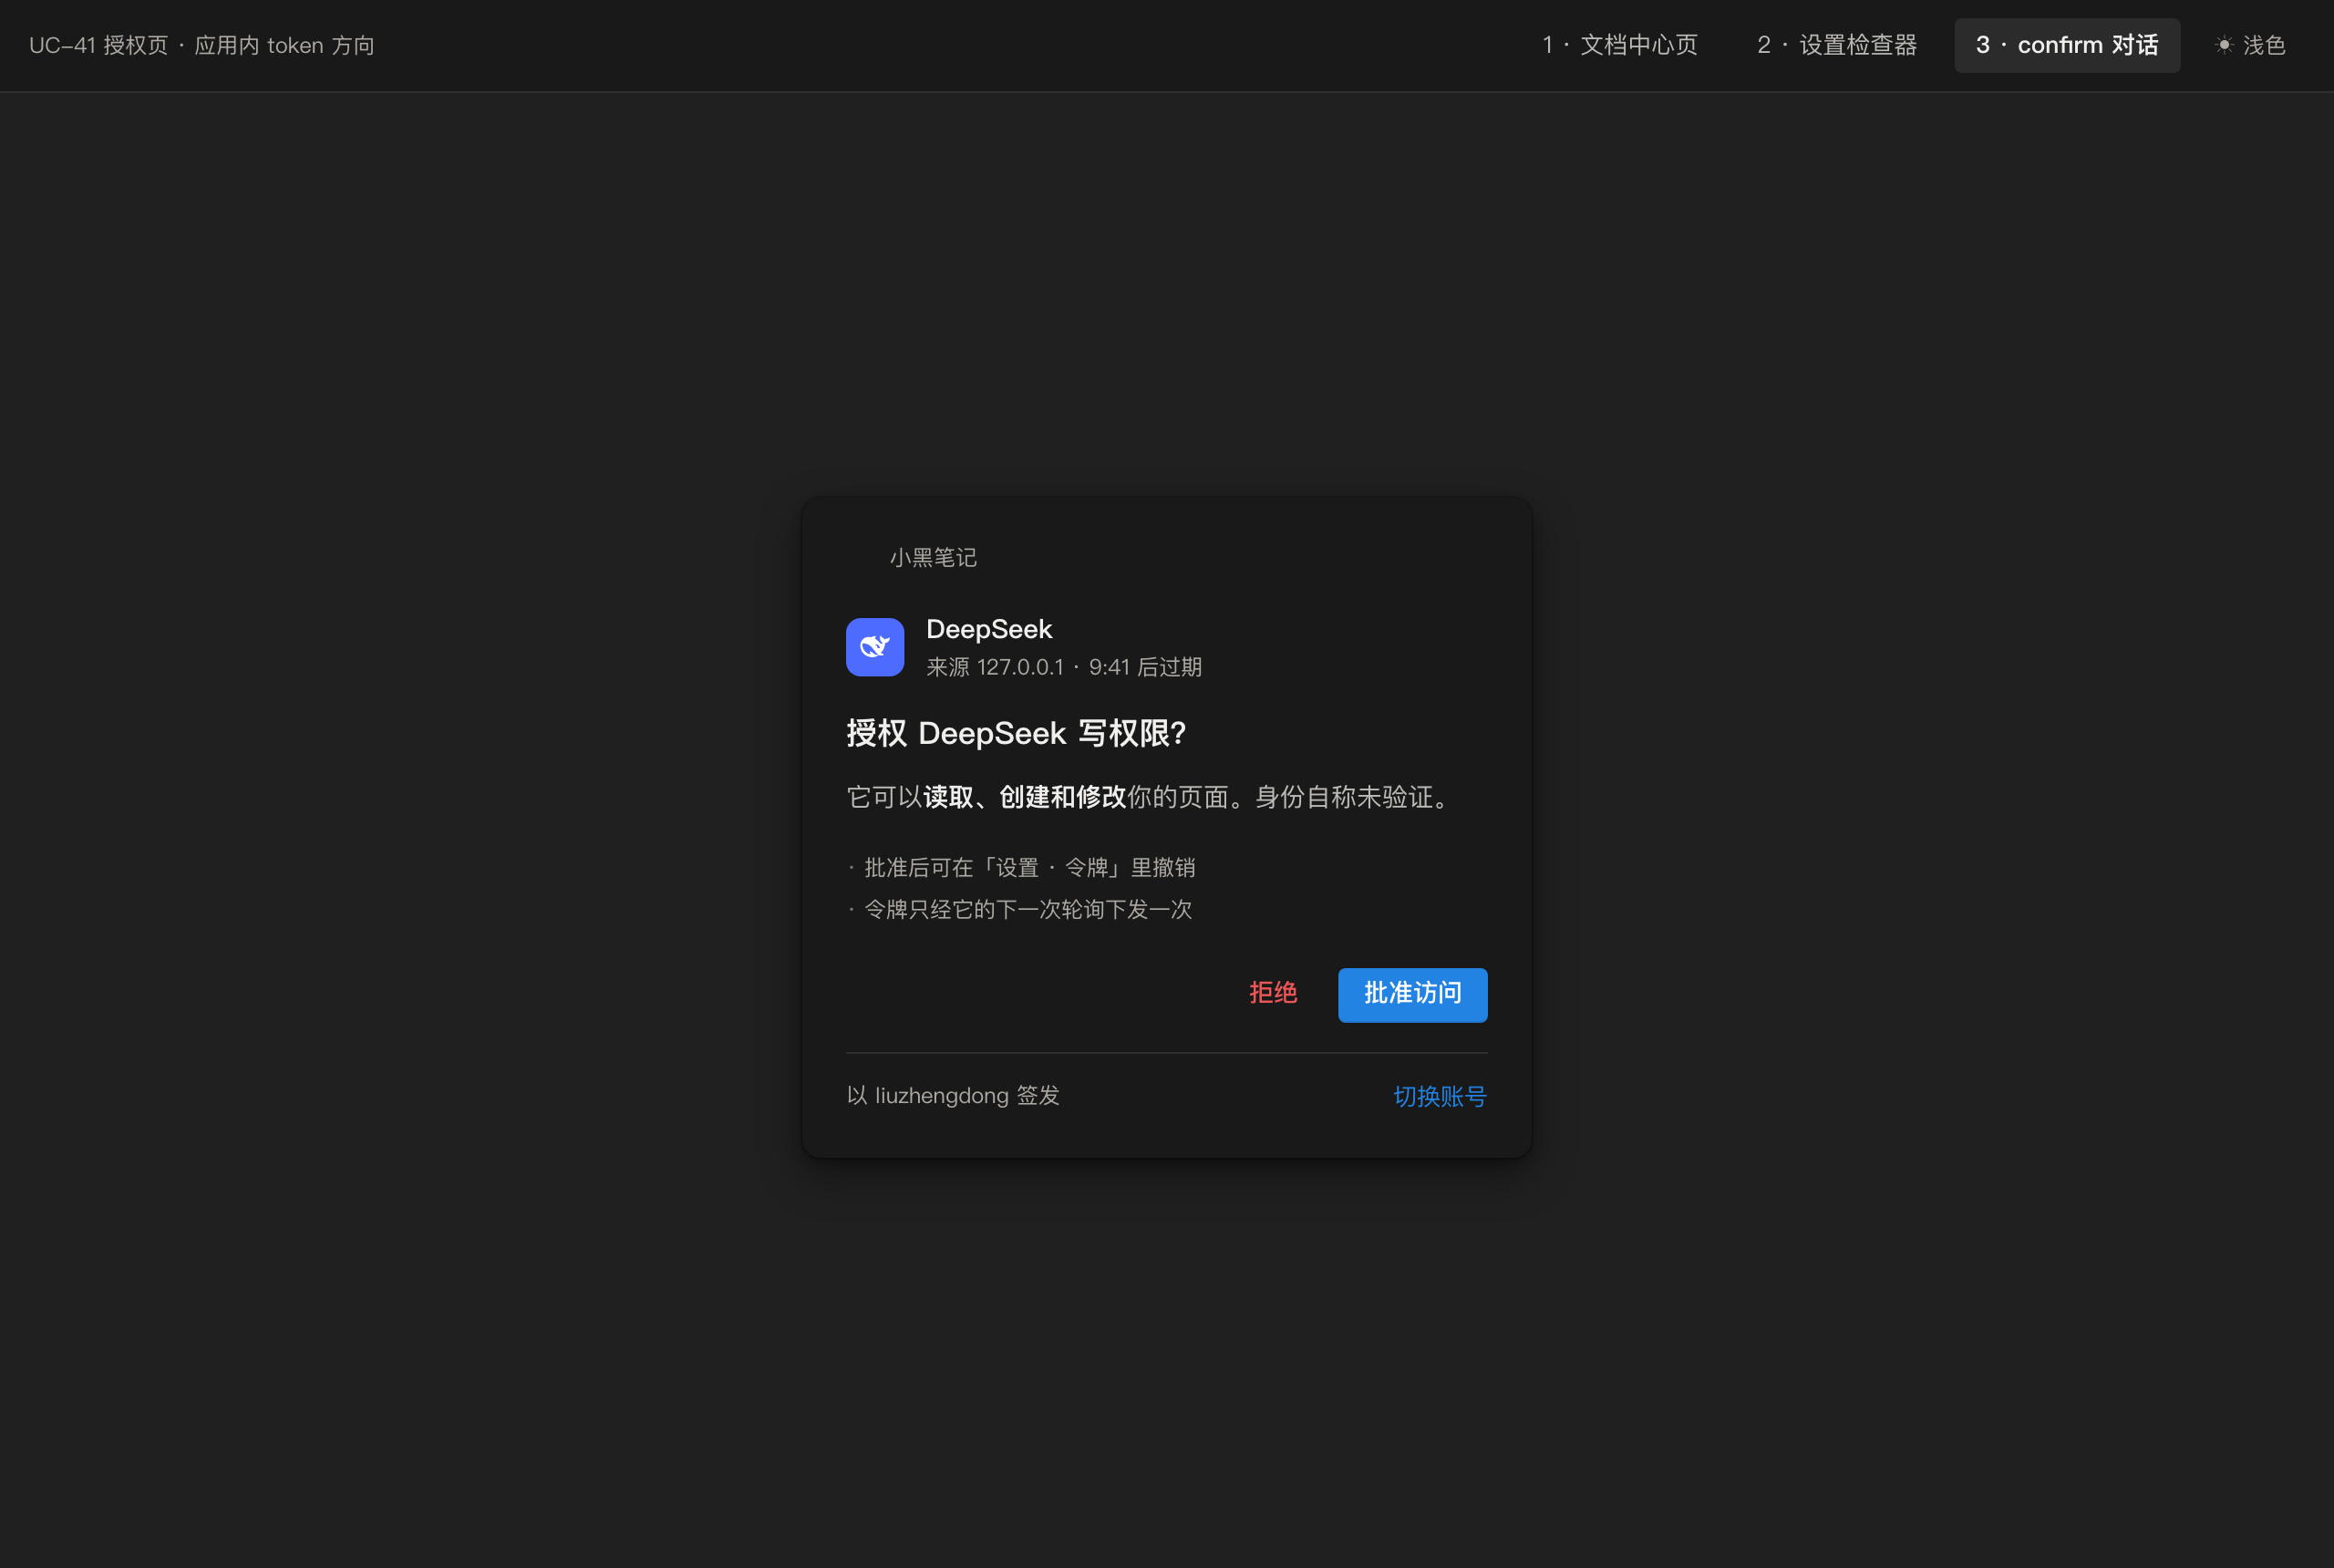 UC-41 授权页 · 应用内 token 方向
1 · 文档中心页
2 · 设置检查器
3 · confirm 对话
☀ 浅色
小黑笔记
DeepSeek
来源 127.0.0.1 · 9:41 后过期
授权 DeepSeek 写权限?
它可以读取、创建和修改你的页面。身份自称未验证。
· 批准后可在「设置 · 令牌」里撤销
· 令牌只经它的下一次轮询下发一次
拒绝
批准访问
以 liuzhengdong 签发
切换账号